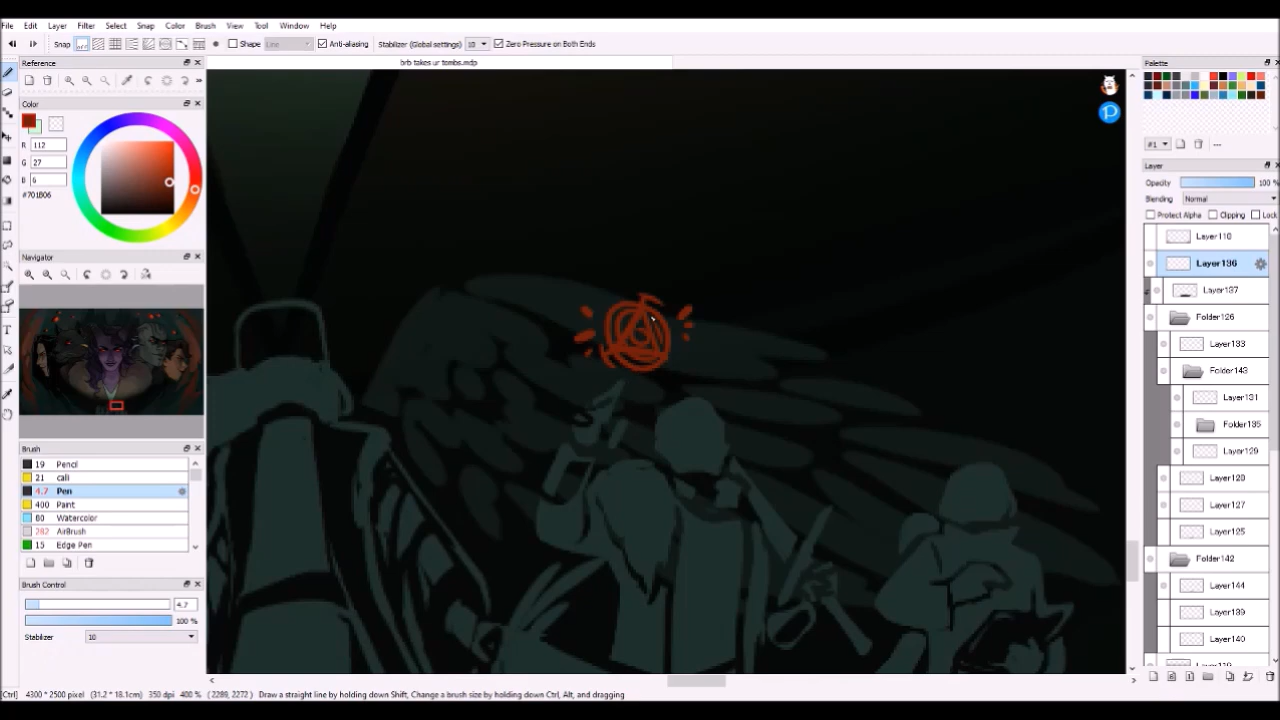 File Edit Layer Filter Select Snap Color Brush View Tool Window Help
Snap Shape Line Anti-aliasing Stabilizer (Global settings) 10 Zero Pressure on Both Ends
Reference
brb takes ur tombs.mdp
Palette
Color
R 112
G 27
B 6
#701B06
#1
Layer
Opacity 100 %
Blending Normal
Protect Alpha Clipping Lock
Layer110
Layer136
Layer137
Folder126
Layer133
Folder143
Layer131
Folder135
Layer129
Layer128
Layer127
Layer125
Folder142
Layer144
Layer139
Layer140
Navigator
Brush
19 Pencil
21 cali
4.7 Pen
400 Paint
80 Watercolor
282 AirBrush
15 Edge Pen
Brush Control
4.7
100 %
Stabilizer 10
[Ctrl] 4300 * 2500 pixel (31.2 * 18.1cm) 350 dpi 400 % ( 2289, 2272 ) Draw a straight line by holding down Shift, Change a brush size by holding down Ctrl, Alt, and dragging